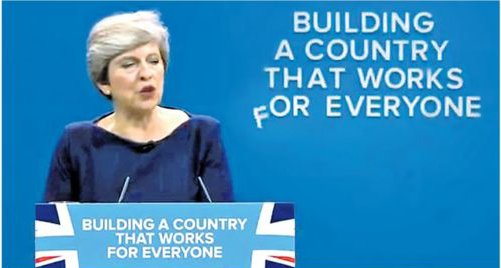 BUILDING
A COUNTRY
THAT WORKS
FOR EVERYONE
BUILDING A COUNTRY
THAT WORKS
FOR EVERYONE